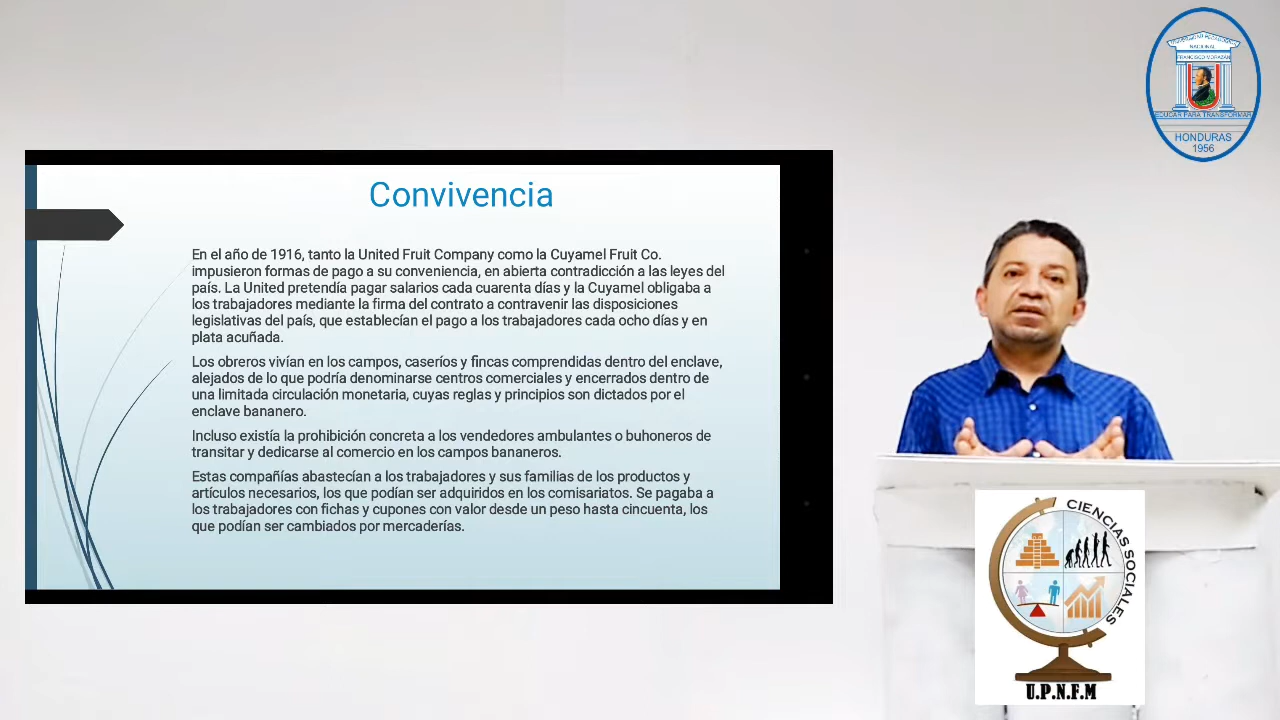 UNIVERSIDAD PEDAGOGICA
NACIONAL
FRANCISCO MORAZAN
EDUCAR PARA TRANSFORMAR
HONDURAS
1956
Convivencia
En el año de 1916, tanto la United Fruit Company como la Cuyamel Fruit Co.
impusieron formas de pago a su conveniencia, en abierta contradicción a las leyes del
país. La United pretendía pagar salarios cada cuarenta días y la Cuyamel obligaba a
los trabajadores mediante la firma del contrato a contravenir las disposiciones
legislativas del país, que establecían el pago a los trabajadores cada ocho días y en
plata acuñada.
Los obreros vivían en los campos, caseríos y fincas comprendidas dentro del enclave,
alejados de lo que podría denominarse centros comerciales y encerrados dentro de
una limitada circulación monetaria, cuyas reglas y principios son dictados por el
enclave bananero.
Incluso existía la prohibición concreta a los vendedores ambulantes o buhoneros de
transitar y dedicarse al comercio en los campos bananeros.
Estas compañías abastecían a los trabajadores y sus familias de los productos y
artículos necesarios, los que podían ser adquiridos en los comisariatos. Se pagaba a
los trabajadores con fichas y cupones con valor desde un peso hasta cincuenta, los
que podían ser cambiados por mercaderías.
CIENCIAS SOCIALES
U.P.N.F.M